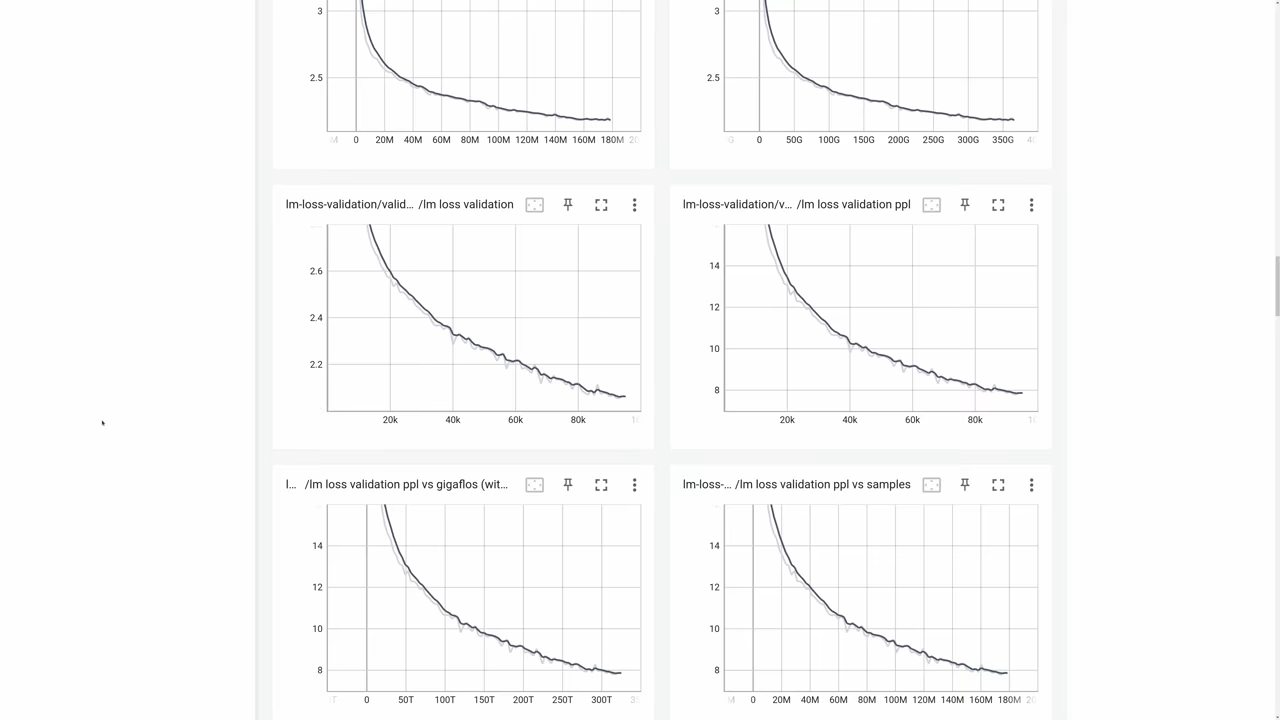 3 3
2.5 2.5
0 20M 40M 60M 80M 100M 120M 140M 160M 180M 0 50G 100G 150G 200G 250G 300G 350G
lm-loss-validation/valid... /lm loss validation lm-loss-validation/v... /lm loss validation ppl
2.6 14
2.4 12
2.2 10
8
20k 40k 60k 80k 20k 40k 60k 80k
l... /lm loss validation ppl vs gigaflos (wit... lm-loss-... /lm loss validation ppl vs samples
14 14
12 12
10 10
8 8
0 50T 100T 150T 200T 250T 300T 0 20M 40M 60M 80M 100M 120M 140M 160M 180M